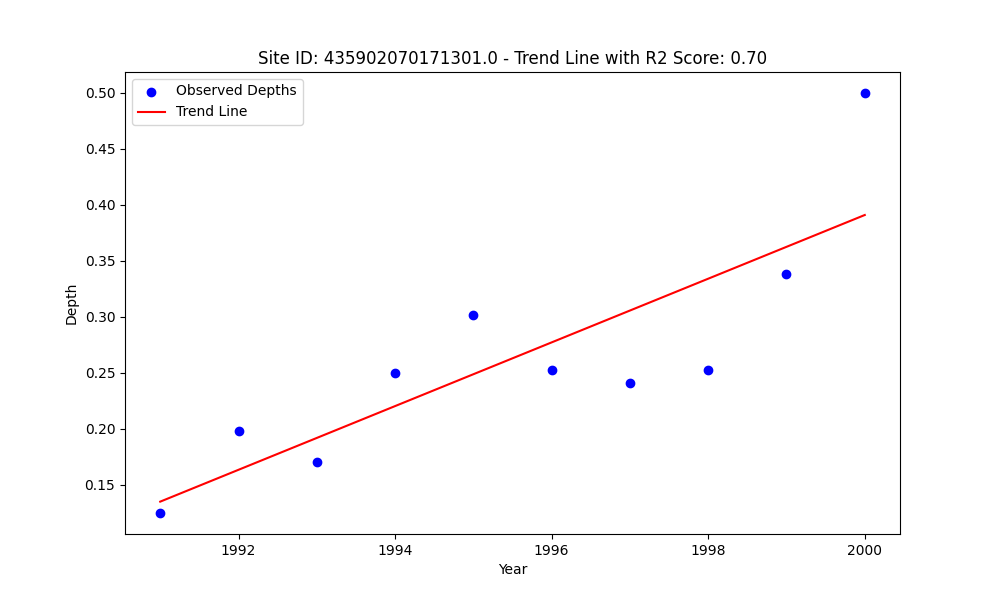 Site ID: 435902070171301.0 - Trend Line with R2 Score: 0.70
Observed Depths
Trend Line
0.50
0.45
0.40
0.35
0.30
0.25
0.20
0.15
Depth
1992
1994
1996
1998
2000
Year